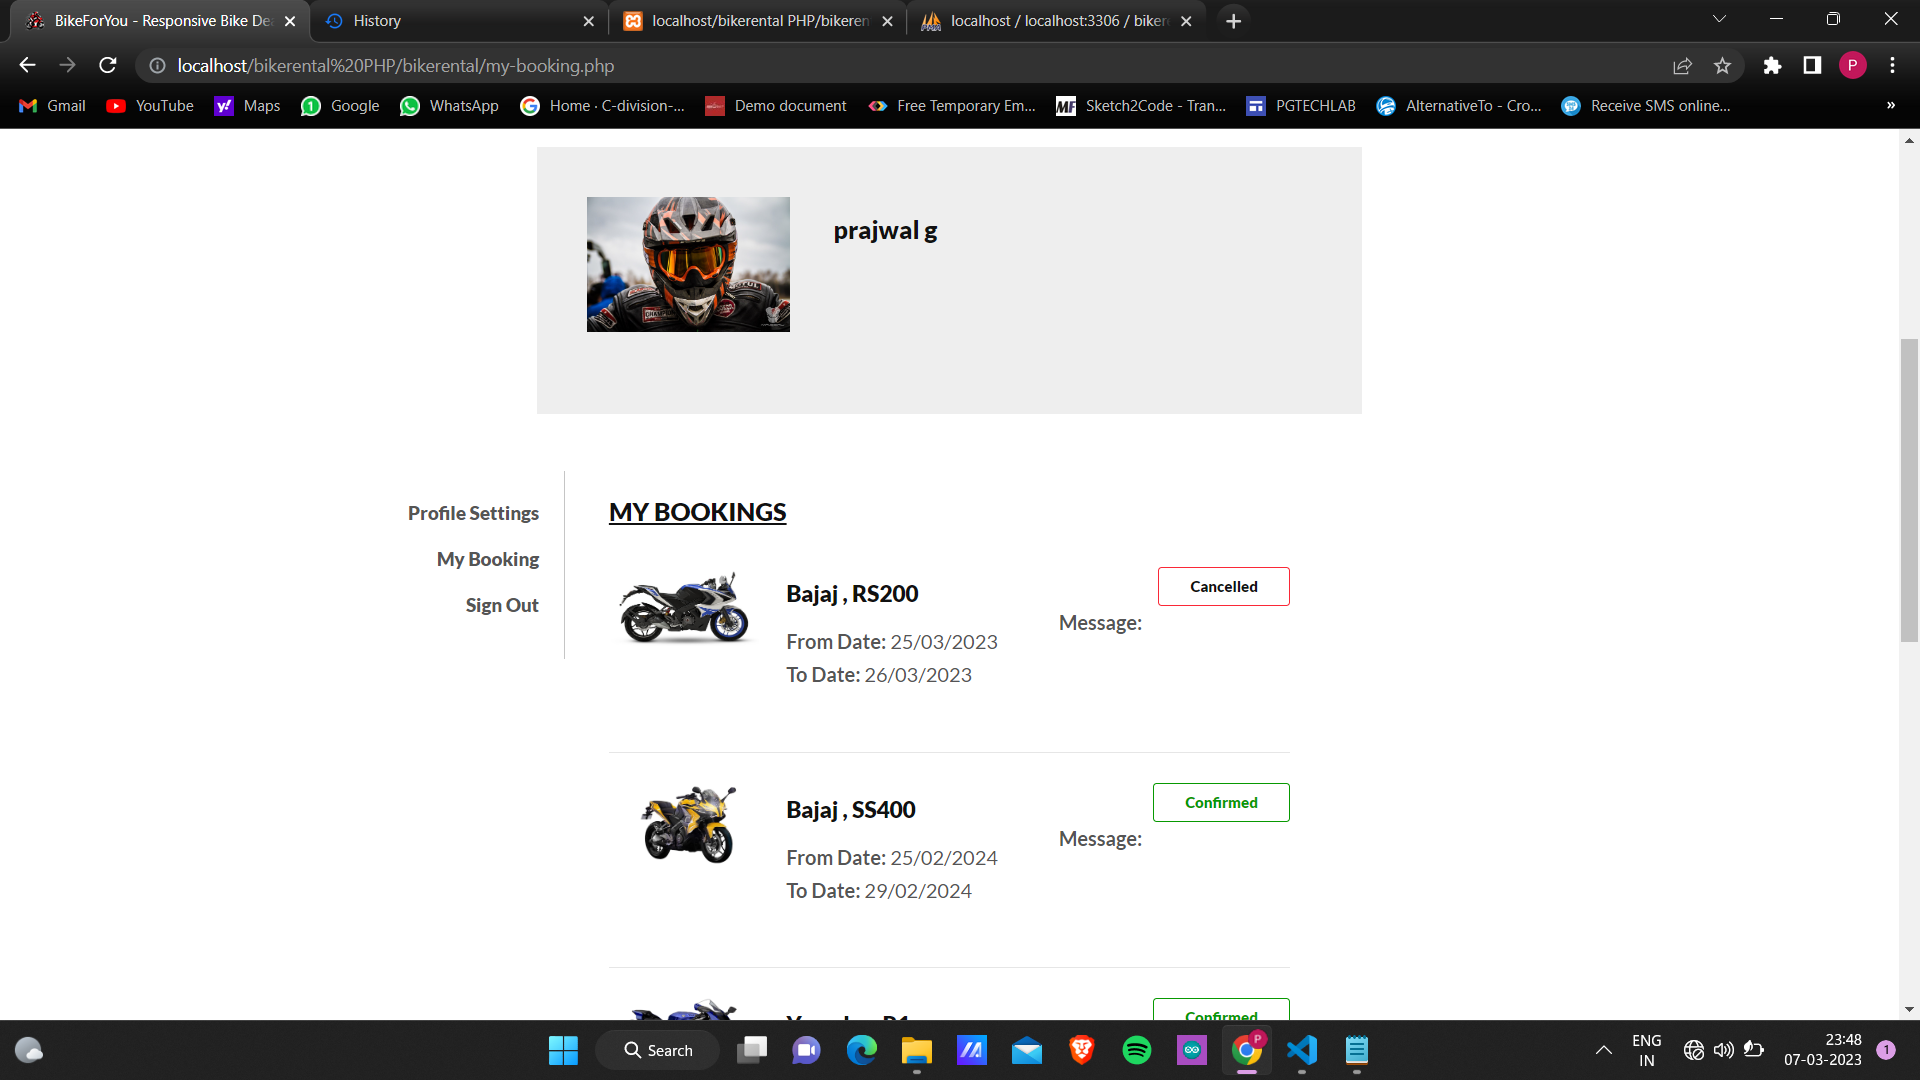 BikeForYou - Responsive Bike De
History
localhost/bikerental PHP/bikeren
localhost / localhost:3306 / biker
localhost/bikerental%20PHP/bikerental/my-booking.php
P
Gmail
YouTube
Maps
Google
WhatsApp
Home · C-division-...
Demo document
Free Temporary Em...
MF
Sketch2Code - Tran...
PGTECHLAB
AlternativeTo - Cro...
Receive SMS online...
»
prajwal g
Profile Settings
My Booking
Sign Out
MY BOOKINGS
Bajaj , RS200
From Date: 25/03/2023
To Date: 26/03/2023
Cancelled
Message:
Bajaj , SS400
From Date: 25/02/2024
To Date: 29/02/2024
Confirmed
Message:
Confirmed
Search
P
ENG
IN
23:48
07-03-2023
1